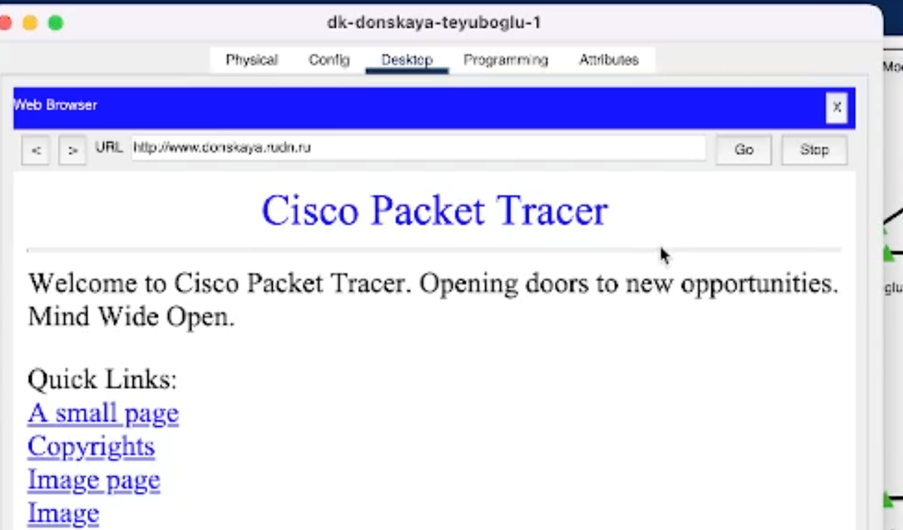 dk-donskaya-teyuboglu-1
Physical Config Desktop Programming Attributes
Web Browser X
< > URL http://www.donskaya.rudn.ru Go Stop
Cisco Packet Tracer
Welcome to Cisco Packet Tracer. Opening doors to new opportunities.
Mind Wide Open.
Quick Links:
A small page
Copyrights
Image page
Image